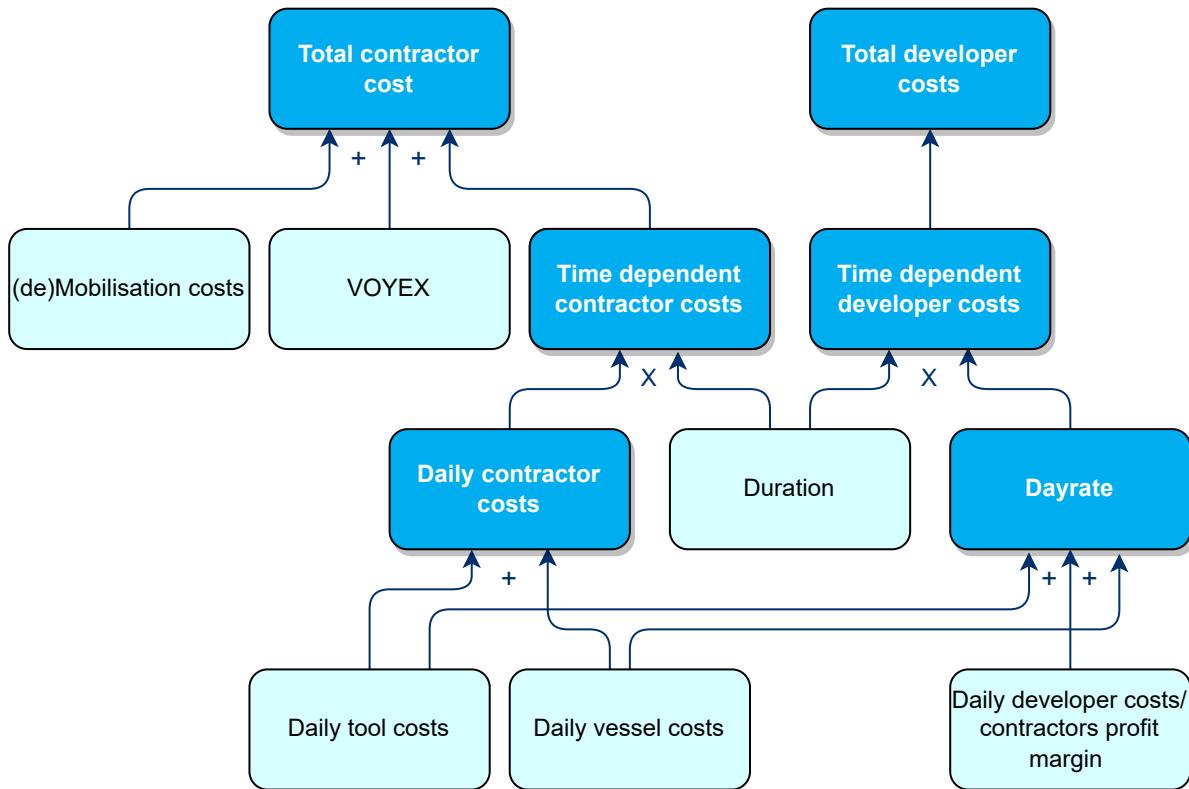 Total contractor
cost
Total developer
costs
+
+
(de)Mobilisation costs
VOYEX
Time dependent
contractor costs
Time dependent
developer costs
X
X
Daily contractor
costs
Duration
Dayrate
+
+
+
Daily tool costs
Daily vessel costs
Daily developer costs/
contractors profit
margin